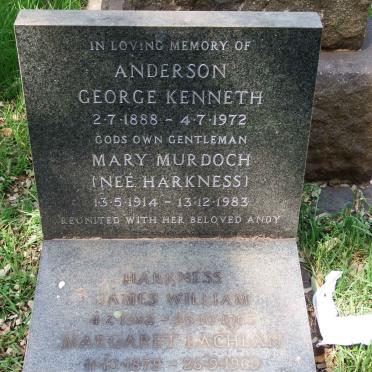 IN LOVING MEMORY OF
ANDERSON
GEORGE KENNETH
2·7·1888 – 4·7·1972
GODS OWN GENTLEMAN
MARY MURDOCH
(NEÉ HARKNESS)
13·5·1914 – 13·12·1983
REUNITED WITH HER BELOVED ANDY
HARKNESS
JAMES WILLIAM
MARGARET LACHLAN